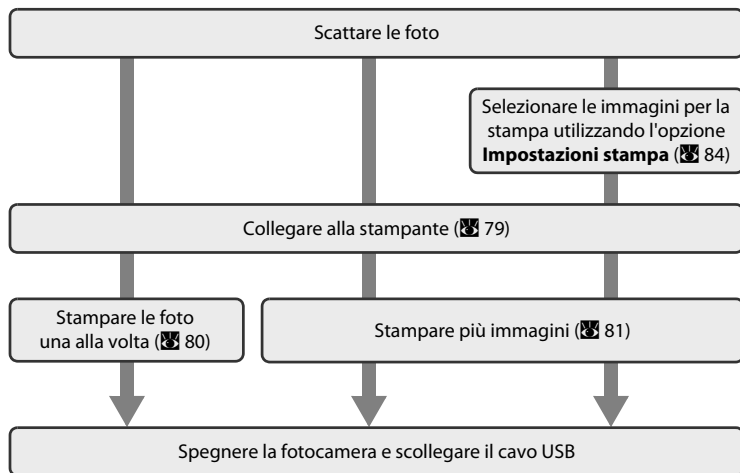 Scattare le foto
Selezionare le immagini per la
stampa utilizzando l'opzione
Impostazioni stampa ( 84)
Collegare alla stampante ( 79)
Stampare le foto
una alla volta ( 80)
Stampare più immagini ( 81)
Spegnere la fotocamera e scollegare il cavo USB